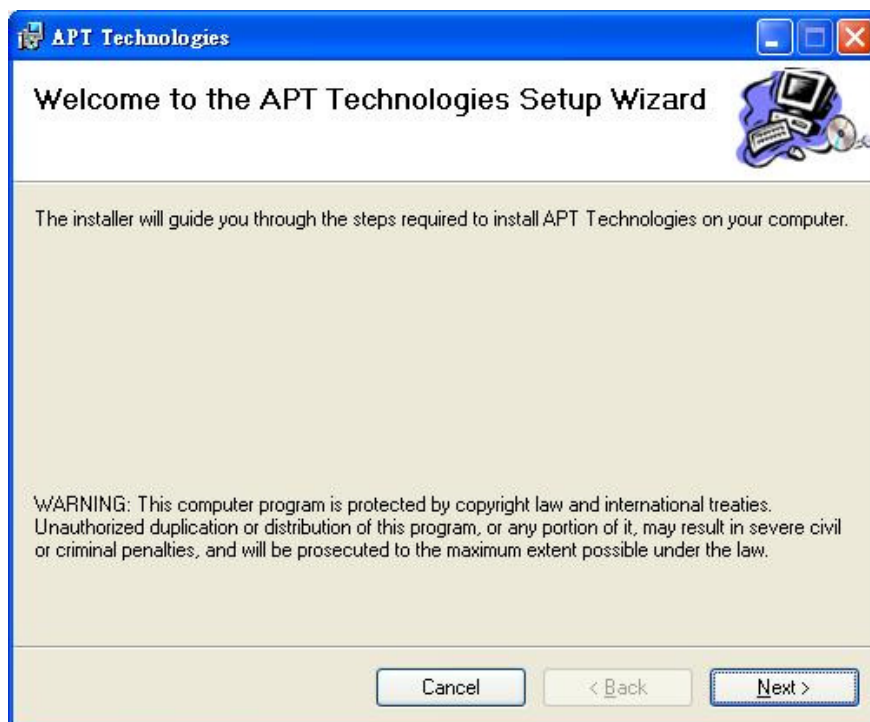 APT Technologies
Welcome to the APT Technologies Setup Wizard
The installer will guide you through the steps required to install APT Technologies on your computer.
WARNING: This computer program is protected by copyright law and international treaties.
Unauthorized duplication or distribution of this program, or any portion of it, may result in severe civil
or criminal penalties, and will be prosecuted to the maximum extent possible under the law.
Cancel < Back Next >